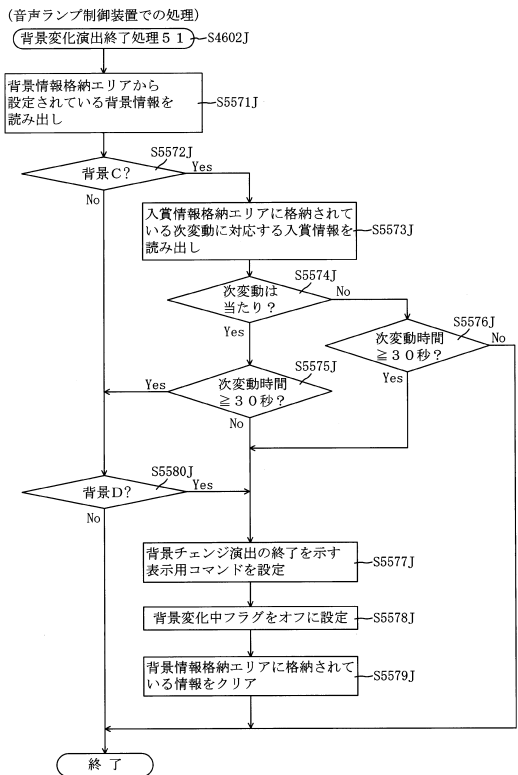 (音声ランプ制御装置での処理)
背景変化演出終了処理51
S4602J
背景情報格納エリアから
設定されている背景情報を
読み出し
S5571J
S5572J
背景C?
Yes
No
入賞情報格納エリアに格納されて
いる次変動に対応する入賞情報を
読み出し
S5573J
S5574J
次変動は
当たり?
No
Yes
S5576J
次変動時間
≧30秒?
No
Yes
S5575J
次変動時間
≧30秒?
Yes
No
S5580J
背景D?
Yes
No
背景チェンジ演出の終了を示す
表示用コマンドを設定
S5577J
背景変化中フラグをオフに設定
S5578J
背景情報格納エリアに格納されて
いる情報をクリア
S5579J
終了